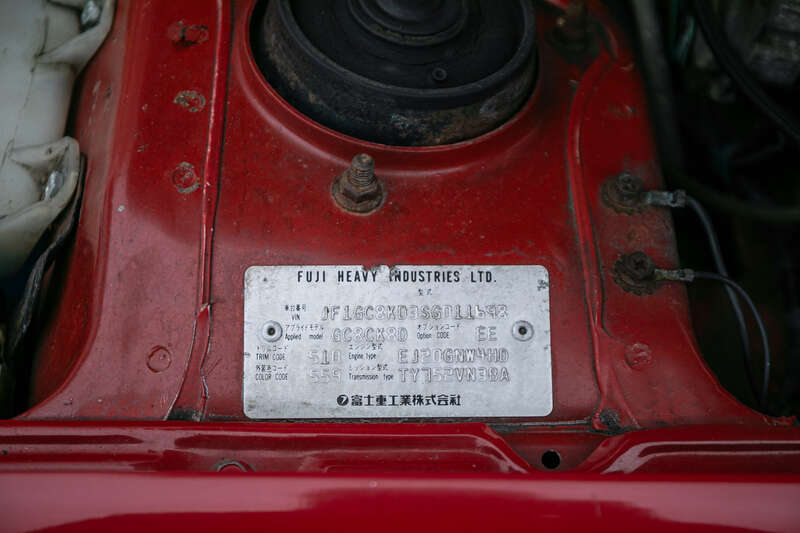 FUJI HEAVY INDUSTRIES LTD.
型式
車台番号
VIN JF1GC8KD3SG011698
アプライドモデル オプションコード
Applied model GC8CK8D Option CODE EE
トリムコード エンジン型式
TRIM CODE 510 Engine type EJ20GNW4HD
外装色コード ミッション型式
COLOR CODE 559 Transmission type TY752VN3BA
富士重工業株式会社